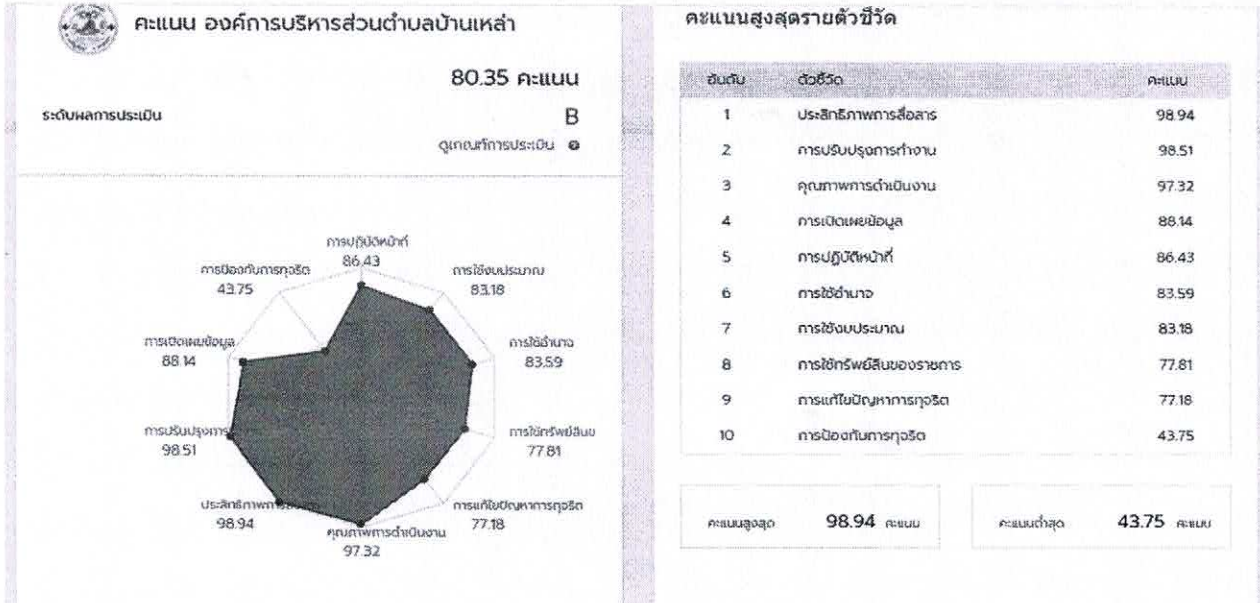 คะแนน องค์การบริหารส่วนตำบลบ้านเหล่า
80.35 คะแนน
ระดับผลการประเมิน
B
ดูเกณฑ์การประเมิน
การปฏิบัติหน้าที่
86.43
การใช้งบประมาณ
83.18
การใช้อำนาจ
83.59
การใช้ทรัพย์สินข
77.81
การแก้ไขปัญหาการทุจริต
77.18
คุณภาพการดำเนินงาน
97.32
ประสิทธิภาพการ
98.94
การปรับปรุงการ
98.51
การเปิดเผยข้อมูล
88.14
การป้องกันการทุจริต
43.75
คะแนนสูงสุดรายตัวชี้วัด
อันดับ ตัวชี้วัด คะแนน
1 ประสิทธิภาพการสื่อสาร 98.94
2 การปรับปรุงการทำงาน 98.51
3 คุณภาพการดำเนินงาน 97.32
4 การเปิดเผยข้อมูล 88.14
5 การปฏิบัติหน้าที่ 86.43
6 การใช้อำนาจ 83.59
7 การใช้งบประมาณ 83.18
8 การใช้ทรัพย์สินของราชการ 77.81
9 การแก้ไขปัญหาการทุจริต 77.18
10 การป้องกันการทุจริต 43.75
คะแนนสูงสุด 98.94 คะแนน
คะแนนต่ำสุด 43.75 คะแนน